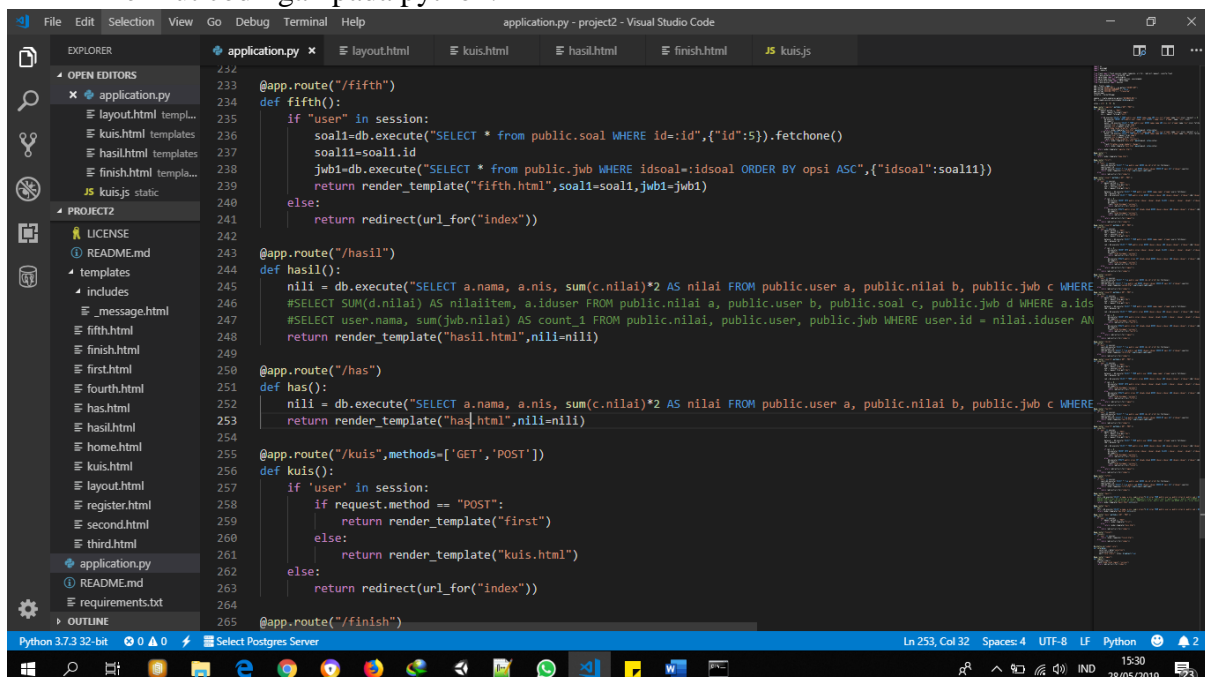 File Edit Selection View Go Debug Terminal Help application.py - project2 - Visual Studio Code
EXPLORER
OPEN EDITORS
application.py
layout.html templ...
kuis.html templates
hasil.html templates
finish.html templa...
JS kuis.js static
PROJECT2
LICENSE
README.md
templates
includes
_message.html
fifth.html
finish.html
first.html
fourth.html
has.html
hasil.html
home.html
kuis.html
layout.html
register.html
second.html
third.html
application.py
README.md
requirements.txt
OUTLINE
application.py layout.html kuis.html hasil.html finish.html JS kuis.js
232
233 @app.route("/fifth")
234 def fifth():
235 if "user" in session:
236 soal1=db.execute("SELECT * from public.soal WHERE id=:id",{"id":5}).fetchone()
237 soal11=soal1.id
238 jwb1=db.execute("SELECT * from public.jwb WHERE idsoal=:idsoal ORDER BY opsi ASC",{"idsoal":soal11})
239 return render_template("fifth.html",soal1=soal1,jwb1=jwb1)
240 else:
241 return redirect(url_for("index"))
242
243 @app.route("/hasil")
244 def hasil():
245 nili = db.execute("SELECT a.nama, a.nis, sum(c.nilai)*2 AS nilai FROM public.user a, public.nilai b, public.jwb c WHERE
246 #SELECT SUM(d.nilai) AS nilaiitem, a.iduser FROM public.nilai a, public.user b, public.soal c, public.jwb d WHERE a.ids
247 #SELECT user.nama, sum(jwb.nilai) AS count_1 FROM public.nilai, public.user, public.jwb WHERE user.id = nilai.iduser AN
248 return render_template("hasil.html",nili=nili)
249
250 @app.route("/has")
251 def has():
252 nili = db.execute("SELECT a.nama, a.nis, sum(c.nilai)*2 AS nilai FROM public.user a, public.nilai b, public.jwb c WHERE
253 return render_template("has.html",nili=nili)
254
255 @app.route("/kuis",methods=['GET','POST'])
256 def kuis():
257 if 'user' in session:
258 if request.method == "POST":
259 return render_template("first")
260 else:
261 return render_template("kuis.html")
262 else:
263 return redirect(url_for("index"))
264
265 @app.route("/finish")
Python 3.7.3 32-bit 0 0 Select Postgres Server Ln 253, Col 32 Spaces: 4 UTF-8 LF Python 2
IND 15:30
28/05/2019